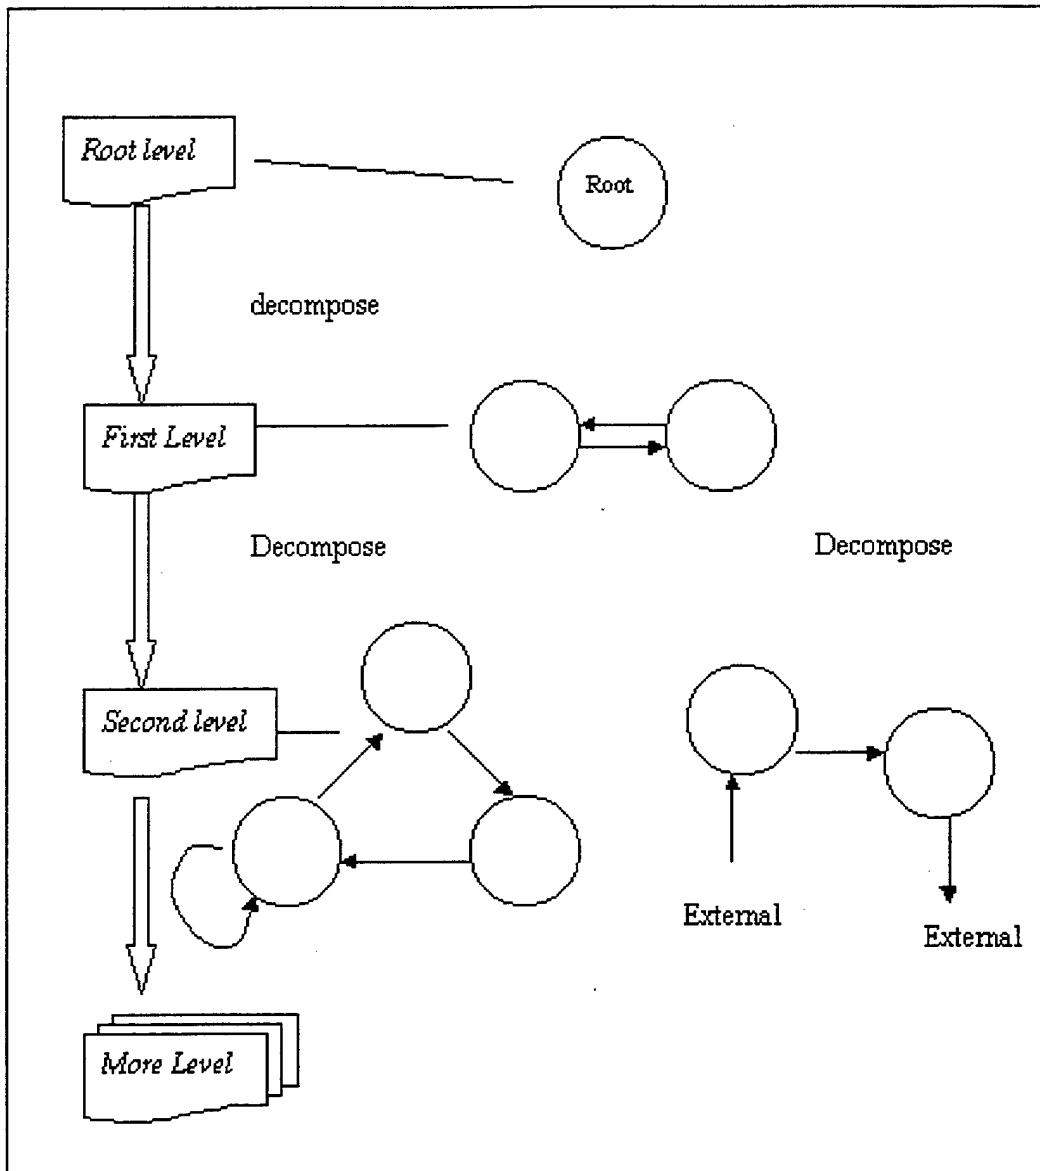 Root level
Root
decompose
First Level
Decompose
Decompose
Second level
External
External
More Level